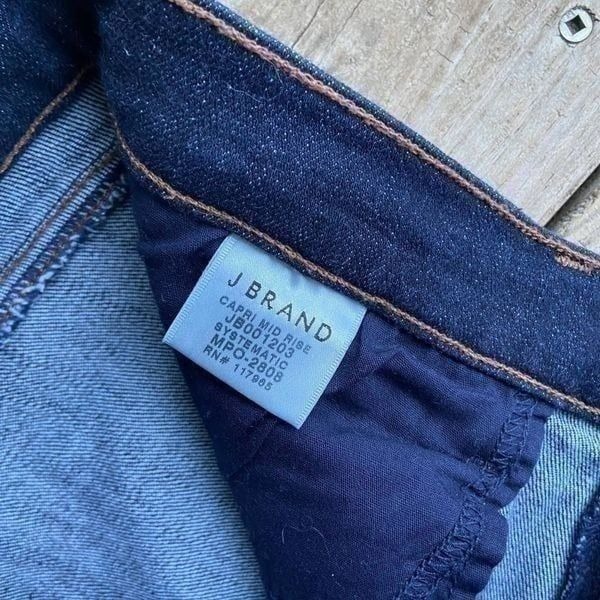 J BRAND
CAPRI MID RISE
JB001203
SYSTEMATIC
MPO-2808
RN# 117965